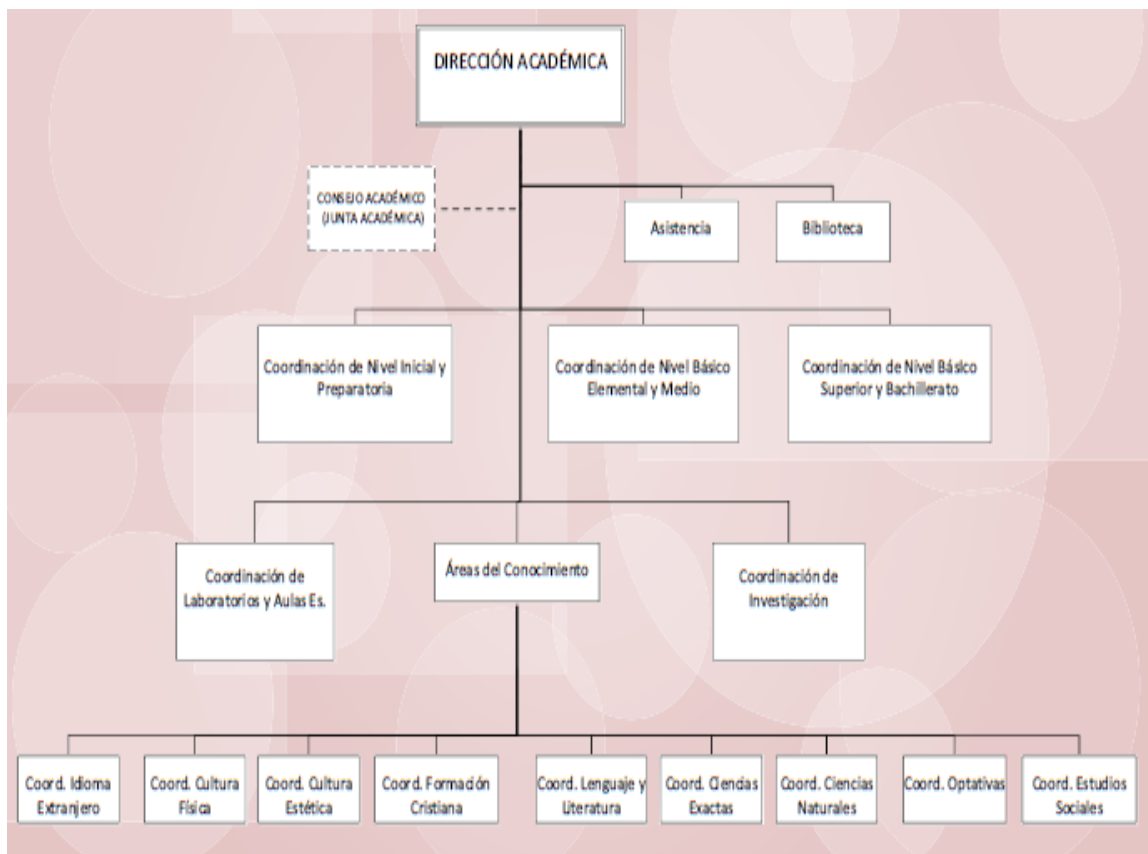 DIRECCIÓN ACADÉMICA
CONSEJO ACADÉMICO
(JUNTA ACADÉMICA)
Asistencia
Biblioteca
Coordinación de Nivel Inicial y
Preparatoria
Coordinación de Nivel Básico
Elemental y Medio
Coordinación de Nivel Básico
Superior y Bachillerato
Coordinación de
Laboratorios y Aulas Es.
Áreas del Conocimiento
Coordinación de
Investigación
Coord. Idioma
Extranjero
Coord. Cultura
Física
Coord. Cultura
Estética
Coord. Formación
Cristiana
Coord. Lenguaje y
Literatura
Coord. Ciencias
Exactas
Coord. Ciencias
Naturales
Coord. Optativas
Coord. Estudios
Sociales